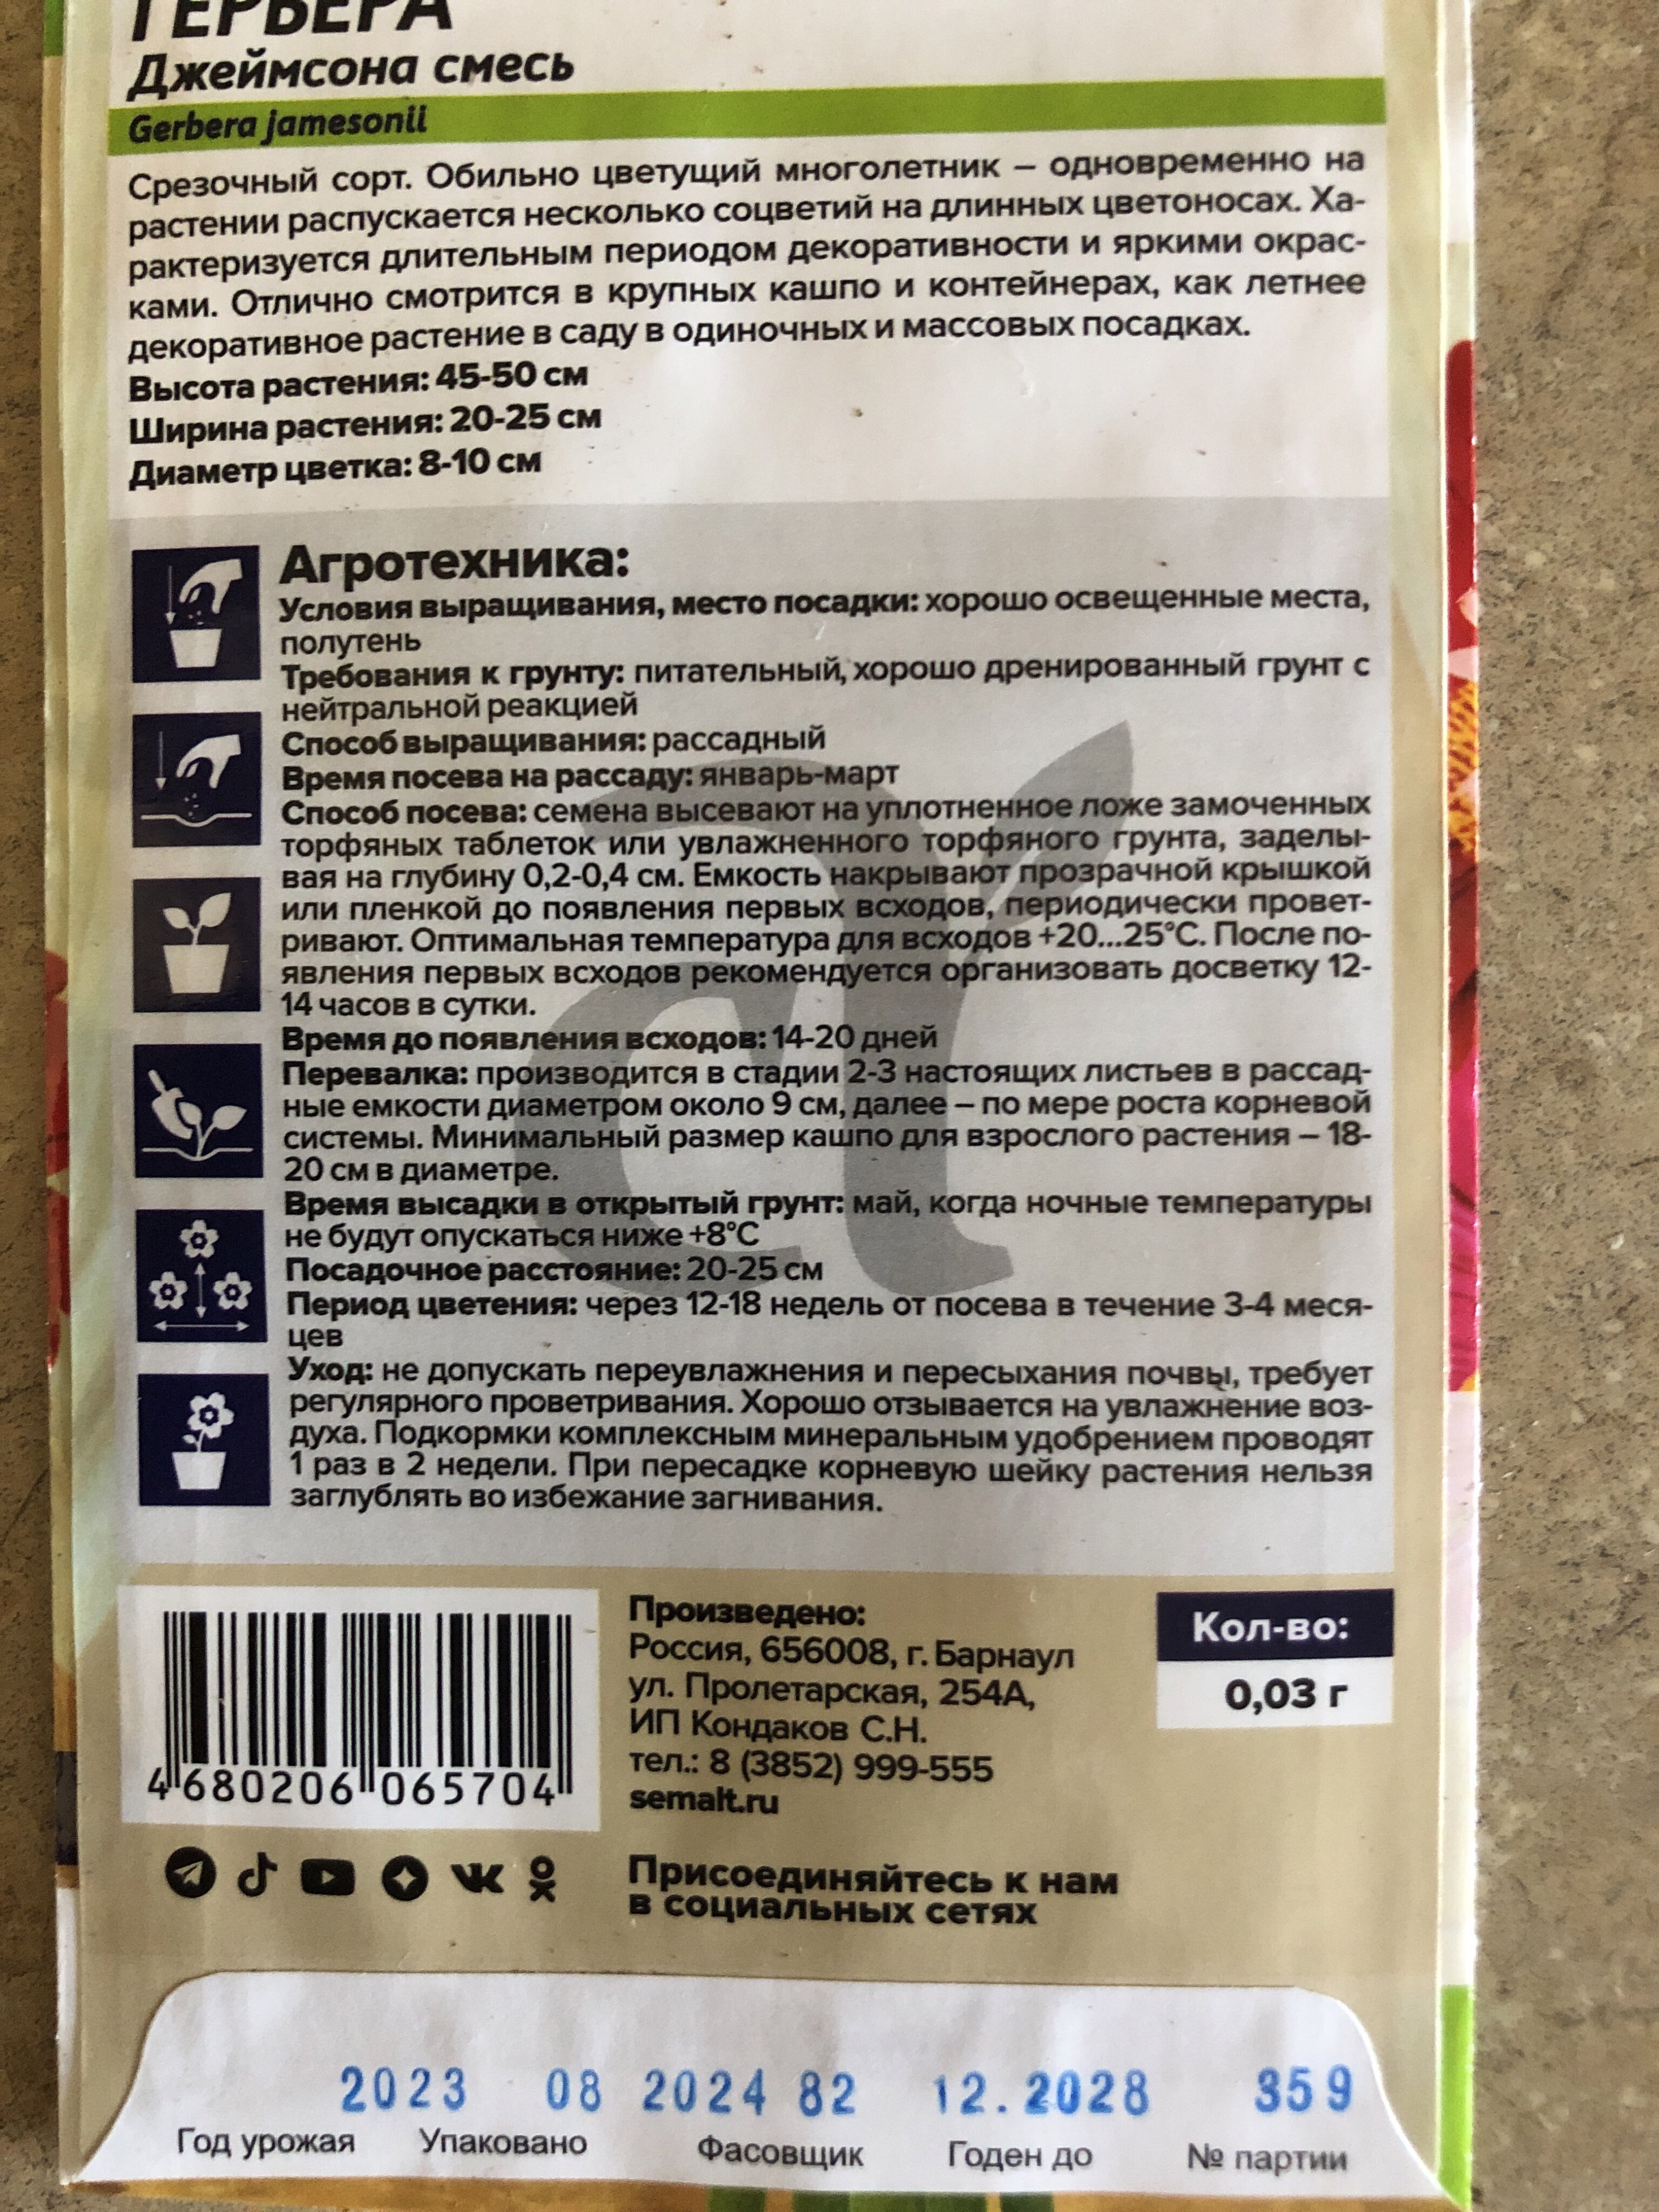 ГЕРБЕРА
Джеймсона смесь
Gerbera jamesonii
Срезочный сорт. Обильно цветущий многолетник – одновременно на
растении распускается несколько соцветий на длинных цветоносах. Ха-
рактеризуется длительным периодом декоративности и яркими окрас-
ками. Отлично смотрится в крупных кашпо и контейнерах, как летнее
декоративное растение в саду в одиночных и массовых посадках.
Высота растения: 45-50 см
Ширина растения: 20-25 см
Диаметр цветка: 8-10 см
Агротехника:
Условия выращивания, место посадки: хорошо освещенные места,
полутень
Требования к грунту: питательный, хорошо дренированный грунт с
нейтральной реакцией
Способ выращивания: рассадный
Время посева на рассаду: январь-март
Способ посева: семена высевают на уплотненное ложе замоченных
торфяных таблеток или увлажненного торфяного грунта, заделы-
вая на глубину 0,2-0,4 см. Емкость накрывают прозрачной крышкой
или пленкой до появления первых всходов, периодически провет-
ривают. Оптимальная температура для всходов +20...25°С. После по-
явления первых всходов рекомендуется организовать досветку 12-
14 часов в сутки.
Время до появления всходов: 14-20 дней
Перевалка: производится в стадии 2-3 настоящих листьев в рассад-
ные емкости диаметром около 9 см, далее – по мере роста корневой
системы. Минимальный размер кашпо для взрослого растения – 18-
20 см в диаметре.
Время высадки в открытый грунт: май, когда ночные температуры
не будут опускаться ниже +8°С
Посадочное расстояние: 20-25 см
Период цветения: через 12-18 недель от посева в течение 3-4 меся-
цев
Уход: не допускать переувлажнения и пересыхания почвы, требует
регулярного проветривания. Хорошо отзывается на увлажнение воз-
духа. Подкормки комплексным минеральным удобрением проводят
1 раз в 2 недели. При пересадке корневую шейку растения нельзя
заглублять во избежание загнивания.
4 680206 065704
Произведено:
Россия, 656008, г. Барнаул
ул. Пролетарская, 254А,
ИП Кондаков С.Н.
тел.: 8 (3852) 999-555
semalt.ru
Кол-во:
0,03 г
Присоединяйтесь к нам
в социальных сетях
2023 08 2024 82 12.2028 359
Год урожая Упаковано Фасовщик Годен до № партии